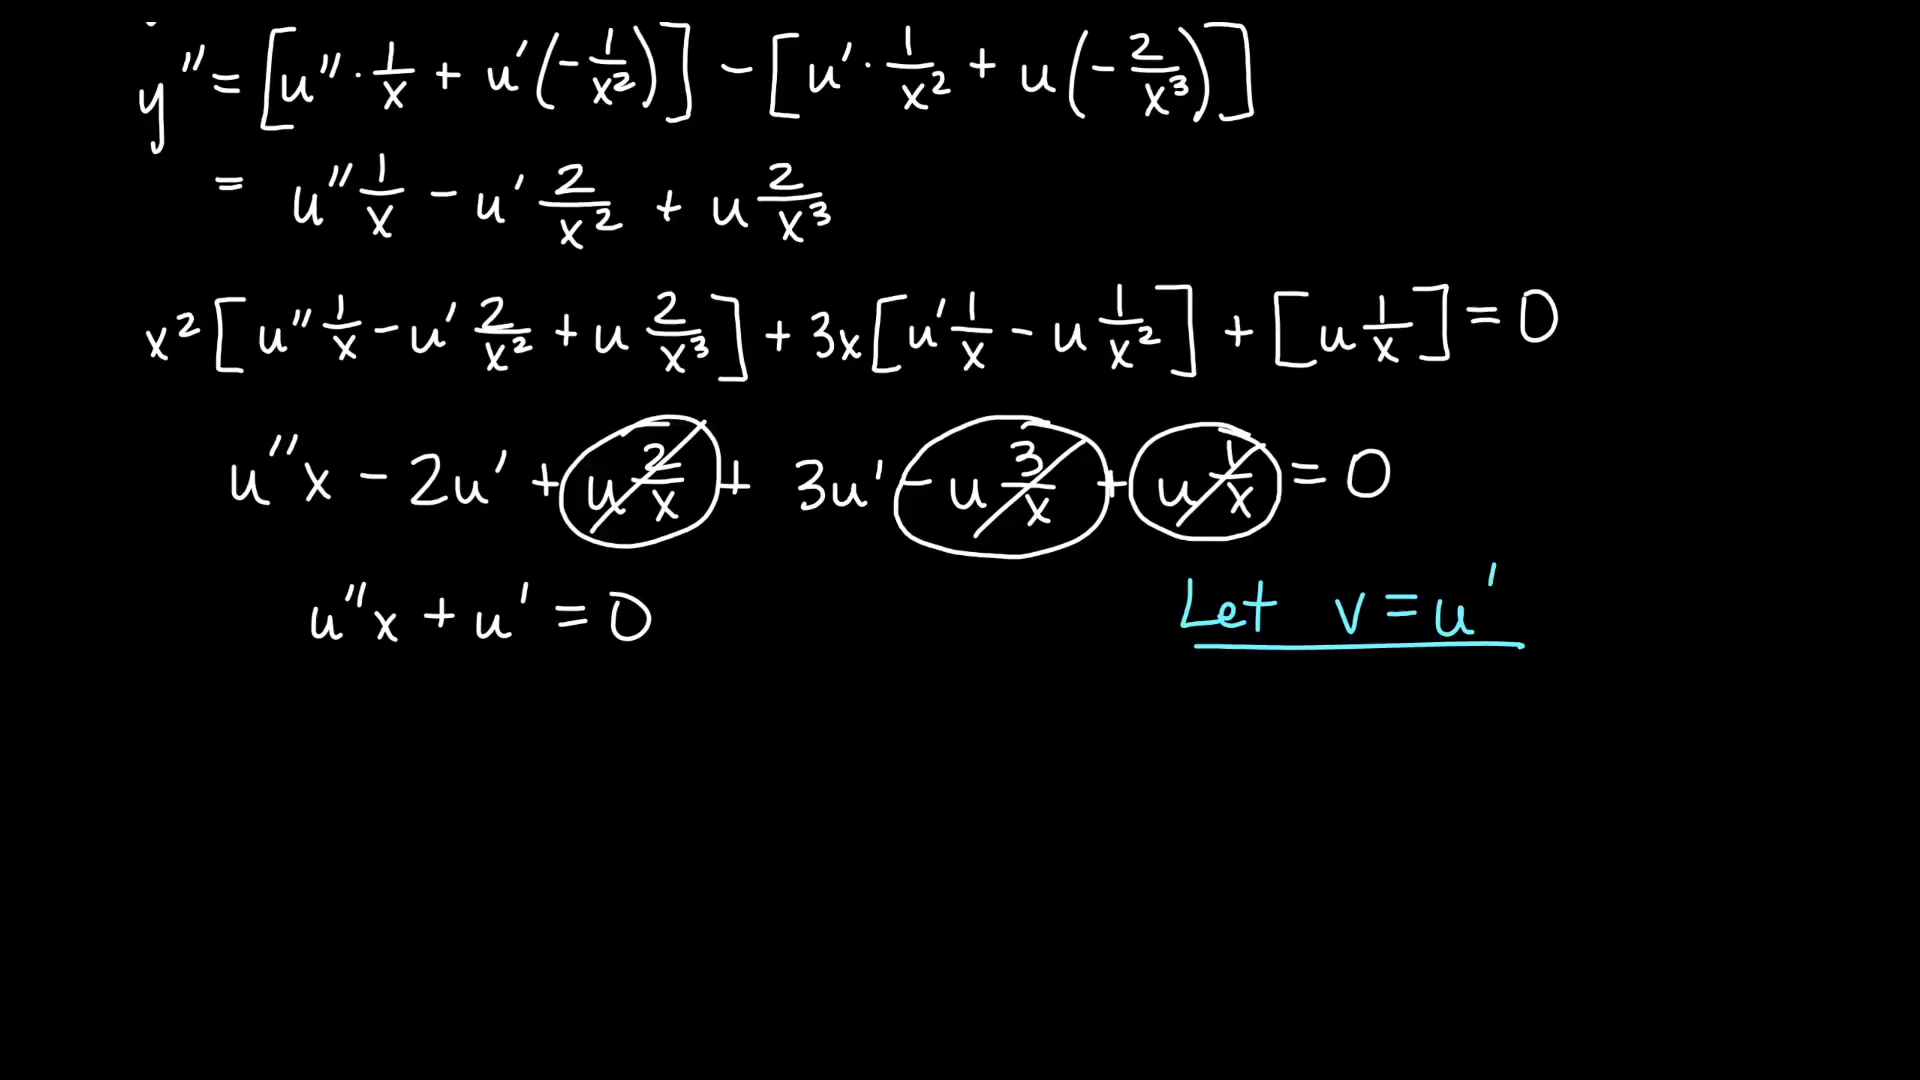 y'' = [u'' · 1/x + u'(-1/x²)] - [u' · 1/x² + u(-2/x³)]
= u'' 1/x - u' 2/x² + u 2/x³
x² [u'' 1/x - u' 2/x² + u 2/x³] + 3x [u' 1/x - u 1/x²] + [u 1/x] = 0
u''x - 2u' + u 2/x + 3u' - u 3/x + u 1/x = 0
u''x + u' = 0
Let v = u'